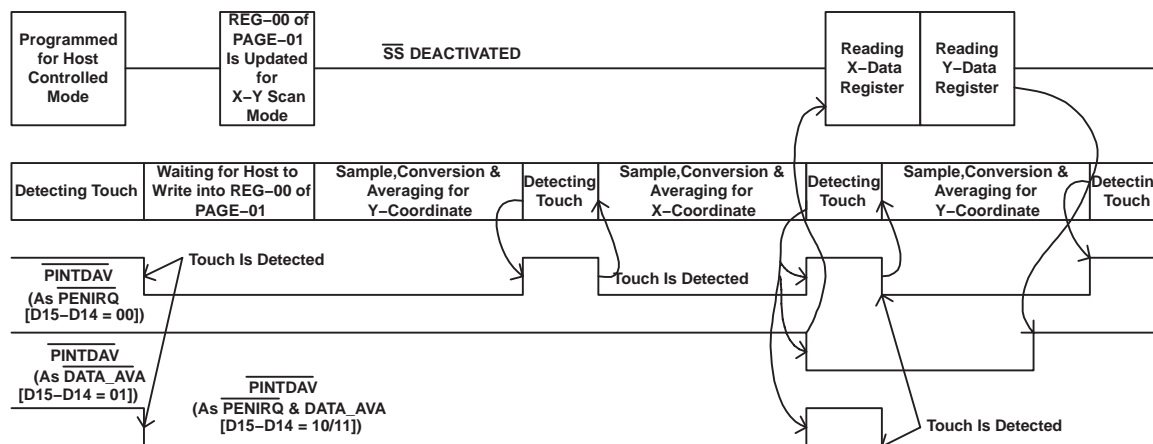 Programmed
for Host
Controlled
Mode
REG–00 of
PAGE–01
Is Updated
for
X–Y Scan
Mode
SS DEACTIVATED
Reading
X–Data
Register
Reading
Y–Data
Register
Detecting Touch
Waiting for Host to
Write into REG–00 of
PAGE–01
Sample,Conversion &
Averaging for
Y–Coordinate
Detecting
Touch
Sample,Conversion &
Averaging for
X–Coordinate
Detecting
Touch
Sample,Conversion &
Averaging for
Y–Coordinate
Detecting
Touch
PINTDAV
(As PENIRQ
[D15–D14 = 00])
Touch Is Detected
Touch Is Detected
PINTDAV
(As DATA_AVA
[D15–D14 = 01])
PINTDAV
(As PENIRQ & DATA_AVA
[D15–D14 = 10/11])
Touch Is Detected